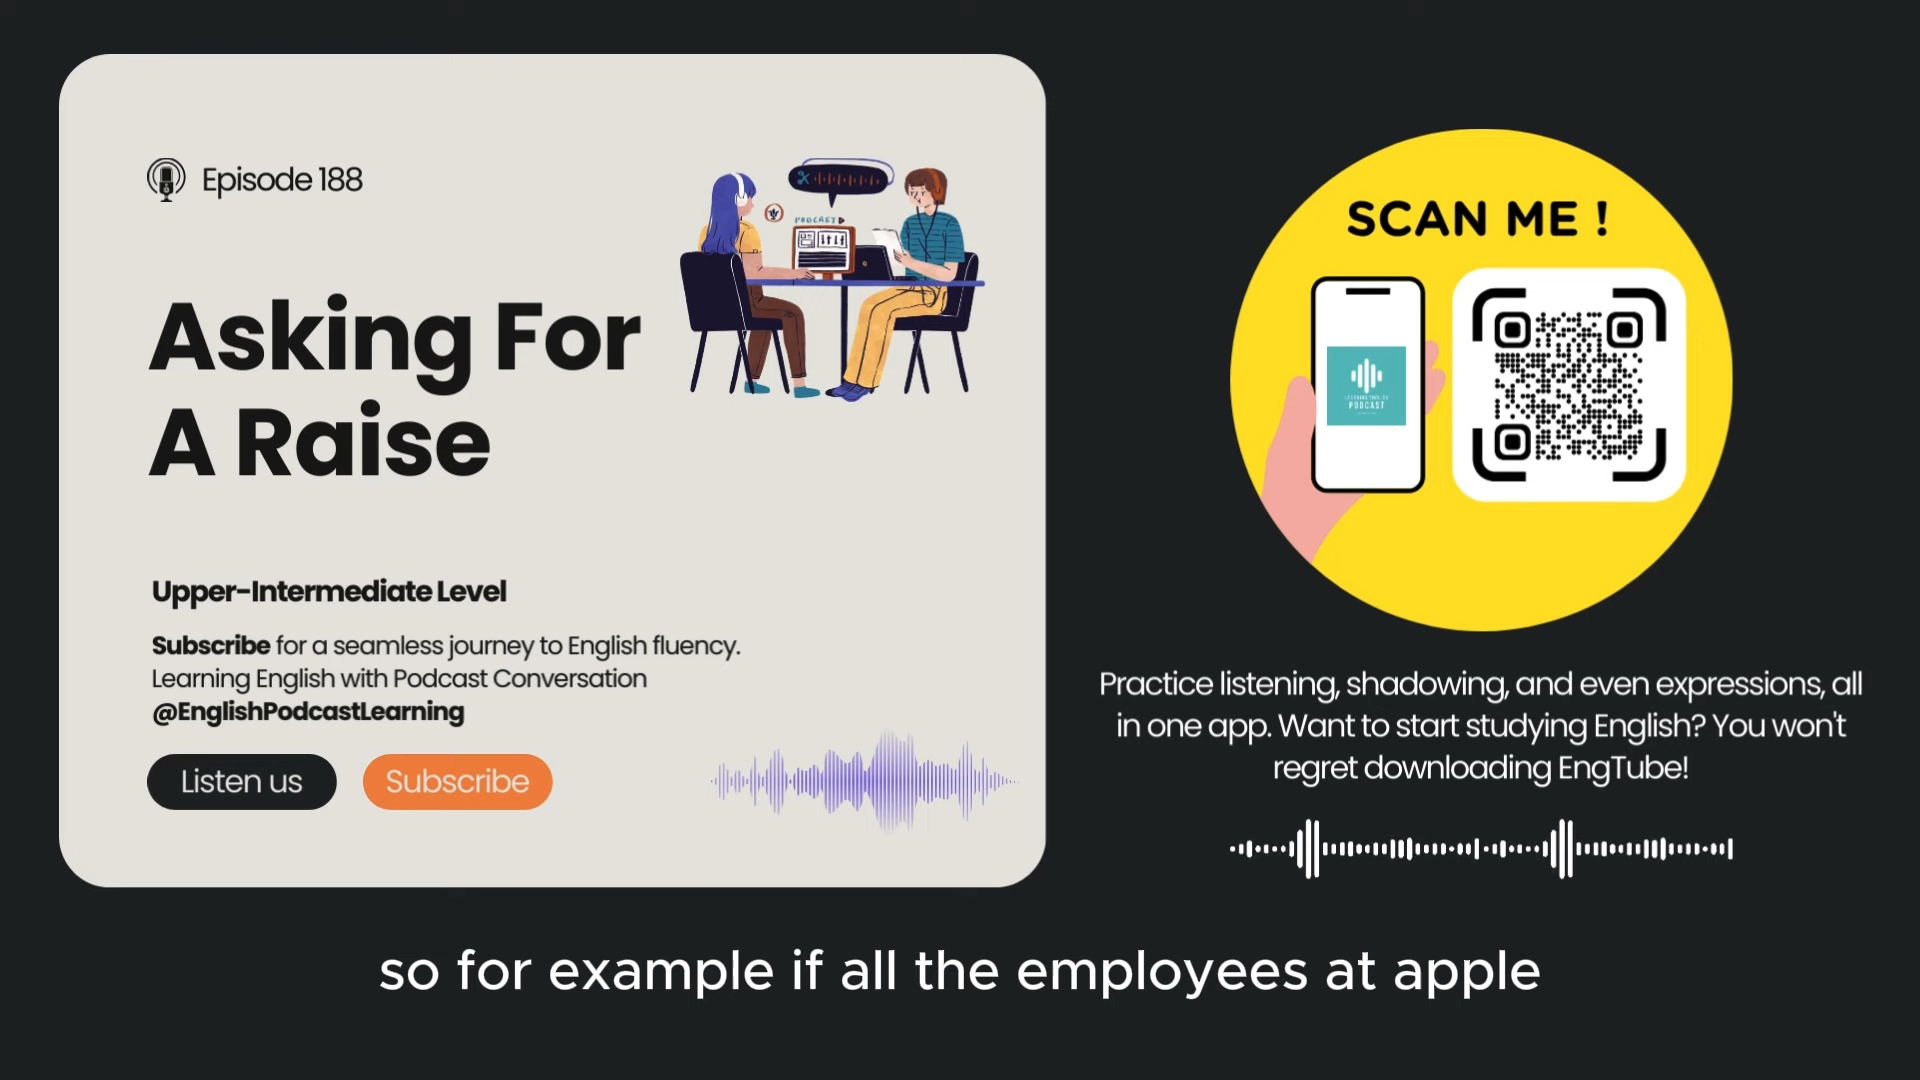 Episode 188
PODCAST
Asking For
A Raise
Upper-Intermediate Level
Subscribe for a seamless journey to English fluency.
Learning English with Podcast Conversation
@EnglishPodcastLearning
Listen us
Subscribe
SCAN ME !
PODCAST
Practice listening, shadowing, and even expressions, all
in one app. Want to start studying English? You won't
regret downloading EngTube!
so for example if all the employees at apple